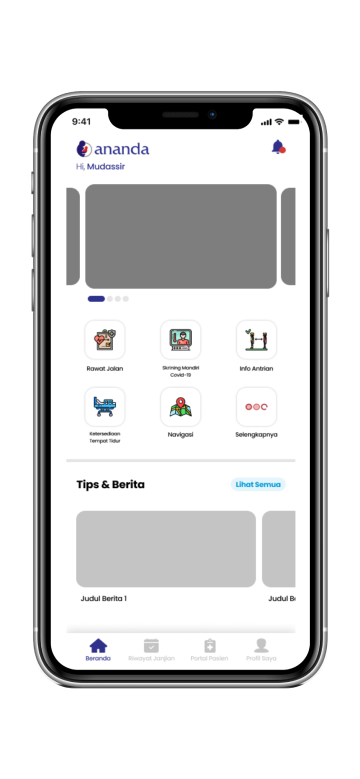 9:41
ananda
Hi, Mudassir
Rawat Jalan
Skrining Mandiri
Covid-19
Info Antrian
Ketersediaan
Tempat Tidur
Navigasi
Selengkapnya
Tips & Berita
Lihat Semua
Judul Berita 1
Judul Be
Beranda
Riwayat Janjian
Portal Pasien
Profil Saya